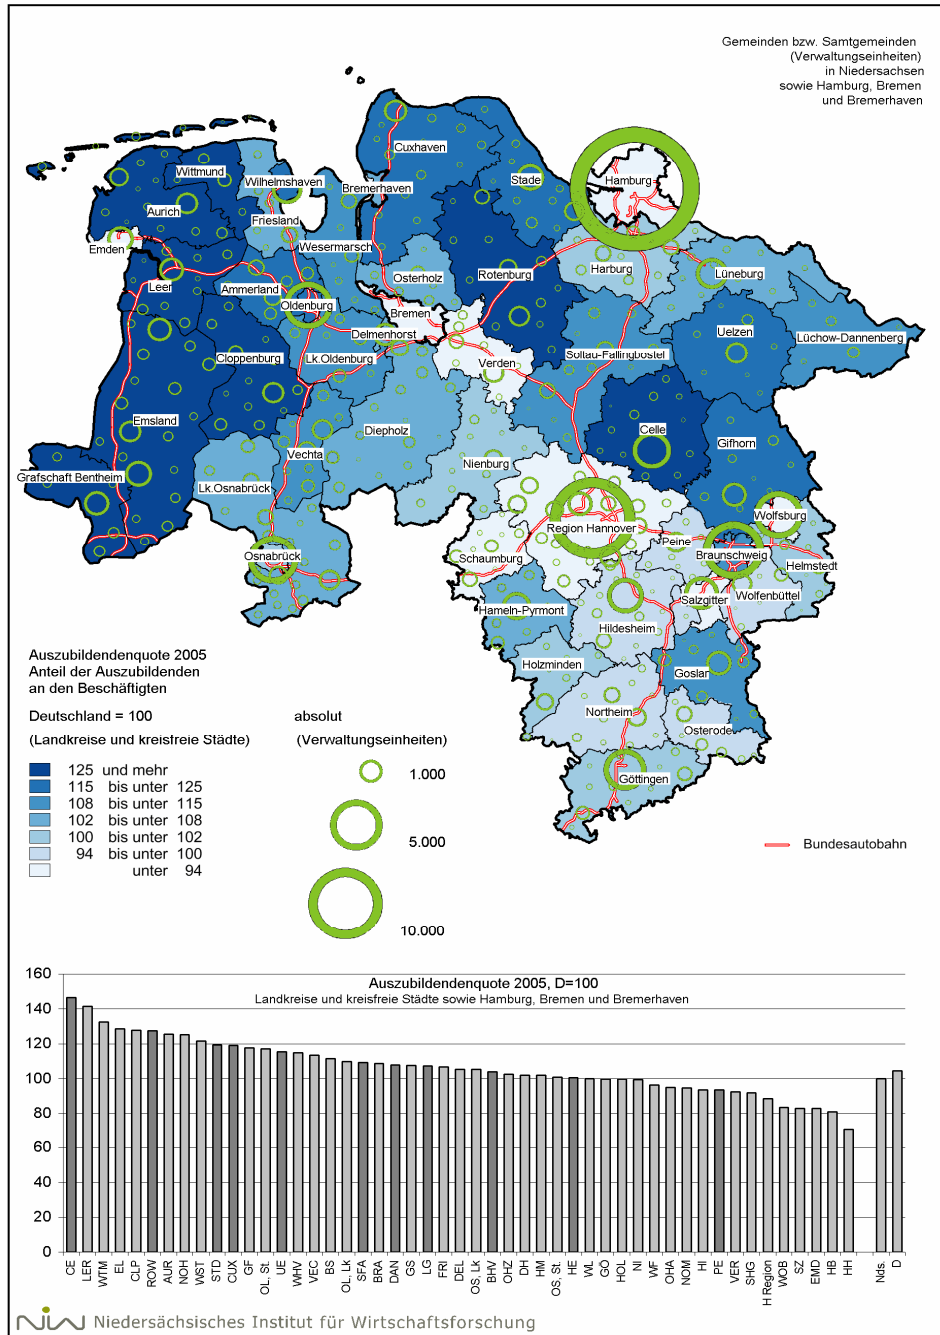 Gemeinden bzw. Samtgemeinden
(Verwaltungseinheiten)
in Niedersachsen
sowie Hamburg, Bremen
und Bremerhaven
Cuxhaven
Wittmund
Wilhelmshaven
Bremerhaven
Stade
Hamburg
Aurich
Friesland
Emden
Wesermarsch
Leer
Ammerland
Osterholz
Rotenburg
Harburg
Lüneburg
Oldenburg
Bremen
Delmenhorst
Uelzen
Lüchow-Dannenberg
Cloppenburg
Lk.Oldenburg
Verden
Soltau-Fallingbostel
Emsland
Diepholz
Celle
Gifhorn
Vechta
Nienburg
Grafschaft Bentheim
Lk.Osnabrück
Wolfsburg
Region Hannover
Osnabrück
Schaumburg
Peine
Braunschweig
Helmstedt
Hameln-Pyrmont
Hildesheim
Salzgitter
Wolfenbüttel
Holzminden
Goslar
Northeim
Osterode
Göttingen
Auszubildendenquote 2005
Anteil der Auszubildenden
an den Beschäftigten
Deutschland = 100
(Landkreise und kreisfreie Städte)
125 und mehr
115 bis unter 125
108 bis unter 115
102 bis unter 108
100 bis unter 102
94 bis unter 100
unter 94
absolut
(Verwaltungseinheiten)
1.000
5.000
10.000
Bundesautobahn
Auszubildendenquote 2005, D=100
Landkreise und kreisfreie Städte sowie Hamburg, Bremen und Bremerhaven
160
140
120
100
80
60
40
20
0
CE
LER
WTM
EL
CLP
ROW
AUR
NOH
WST
STD
CUX
GF
OL, St.
UE
WHV
VEC
BS
OL, Lk
SFA
BRA
DAN
GS
LG
FRI
DEL
OS, Lk
BHV
OHZ
DH
HM
OS, St.
HE
WL
GÖ
HOL
NI
WF
OHA
NOM
HI
PE
VER
SHG
H Region
WOB
SZ
EMD
HB
HH
Nds.
D
NIW Niedersächsisches Institut für Wirtschaftsforschung